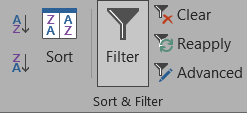 A
Z
Z
A
Z A
A Z
Sort
Filter
Clear
Reapply
Advanced
Sort & Filter